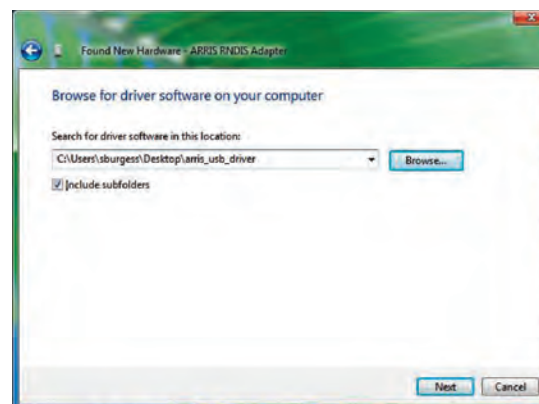 Found New Hardware - ARRIS RNDIS Adapter
Browse for driver software on your computer
Search for driver software in this location:
C:\Users\sburgess\Desktop\arris_usb_driver
Browse...
Include subfolders
Next
Cancel